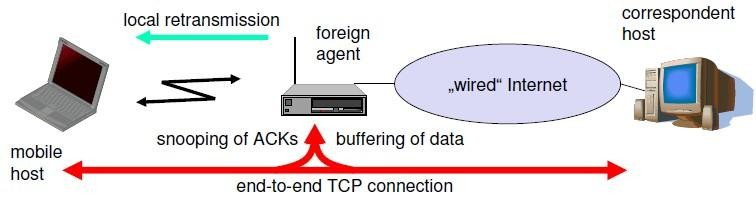 local retransmission
foreign
agent
correspondent
host
„wired“ Internet
snooping of ACKs
buffering of data
mobile
host
end-to-end TCP connection